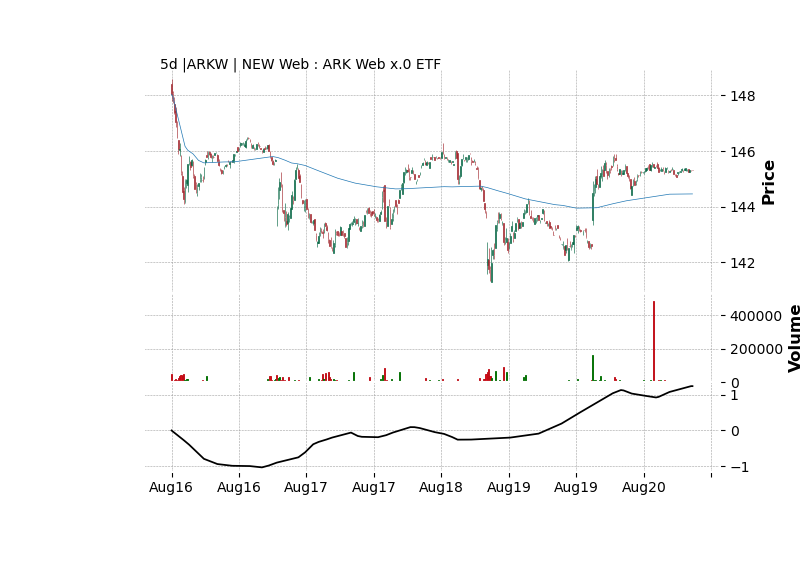 5d |ARKW | NEW Web : ARK Web x.0 ETF
148
146
144
142
Price
400000
200000
0
Volume
1
0
−1
Aug16
Aug16
Aug17
Aug17
Aug18
Aug19
Aug19
Aug20